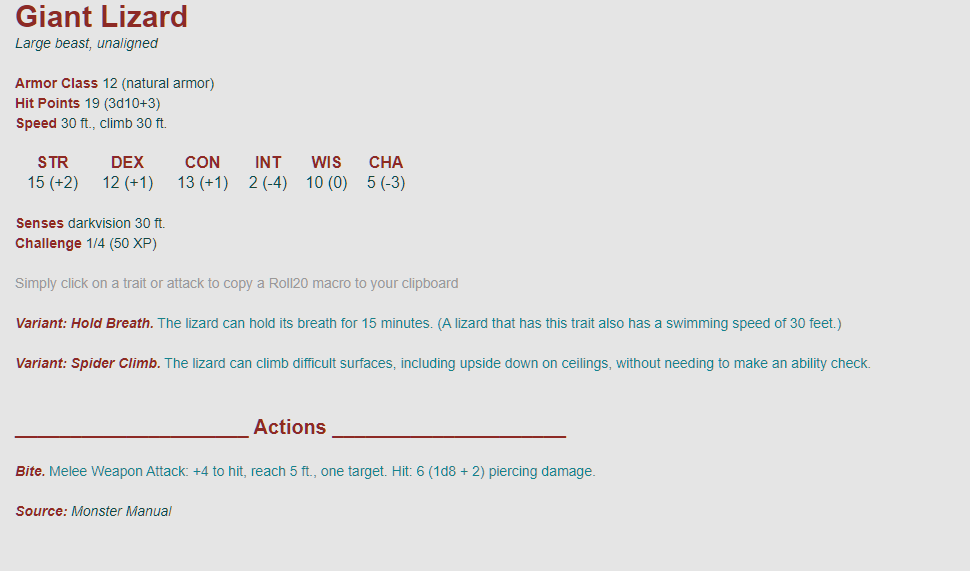 Giant Lizard
Large beast, unaligned
Armor Class 12 (natural armor)
Hit Points 19 (3d10+3)
Speed 30 ft., climb 30 ft.
STR DEX CON INT WIS CHA
15 (+2) 12 (+1) 13 (+1) 2 (-4) 10 (0) 5 (-3)
Senses darkvision 30 ft.
Challenge 1/4 (50 XP)
Simply click on a trait or attack to copy a Roll20 macro to your clipboard
Variant: Hold Breath. The lizard can hold its breath for 15 minutes. (A lizard that has this trait also has a swimming speed of 30 feet.)
Variant: Spider Climb. The lizard can climb difficult surfaces, including upside down on ceilings, without needing to make an ability check.
Actions
Bite. Melee Weapon Attack: +4 to hit, reach 5 ft., one target. Hit: 6 (1d8 + 2) piercing damage.
Source: Monster Manual